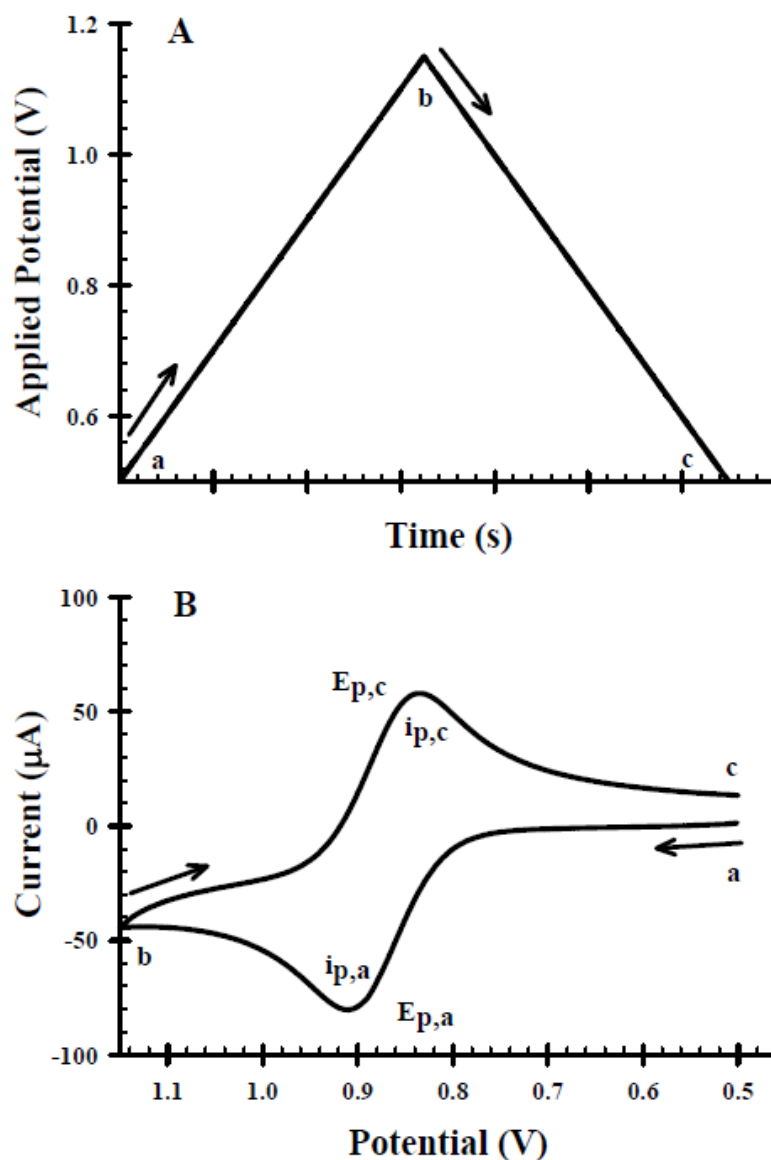 A
Applied Potential (V)
1.2
1.0
0.8
0.6
a
b
c
Time (s)
B
Current (μA)
100
50
0
-50
-100
Ep,c
ip,c
c
a
b
ip,a
Ep,a
1.1 1.0 0.9 0.8 0.7 0.6 0.5
Potential (V)